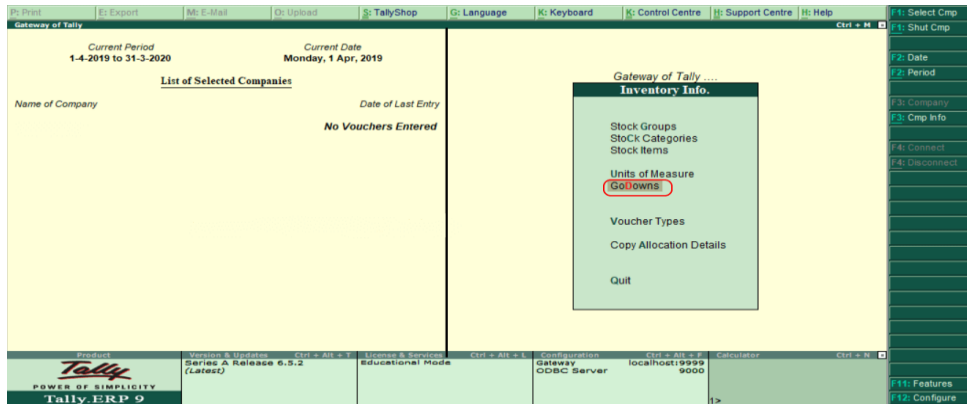 P: Print E: Export M: E-Mail O: Upload S: TallyShop G: Language K: Keyboard K: Control Centre H: Support Centre H: Help
Gateway of Tally Ctrl + M
Current Period Current Date
1-4-2019 to 31-3-2020 Monday, 1 Apr, 2019
List of Selected Companies
Name of Company Date of Last Entry
No Vouchers Entered
Gateway of Tally ....
Inventory Info.
Stock Groups
StoCk Categories
Stock Items
Units of Measure
GoDowns
Voucher Types
Copy Allocation Details
Quit
F1: Select Cmp
F1: Shut Cmp
F2: Date
F2: Period
F3: Company
F3: Cmp Info
F4: Connect
F4: Disconnect
F11: Features
F12: Configure
Product
Tally
POWER OF SIMPLICITY
Tally.ERP 9
Version & Updates Ctrl + Alt + T
Series A Release 6.5.2
(Latest)
License & Services Ctrl + Alt + L
Educational Mode
Configuration Ctrl + Alt + F
Gateway localhost:9999
ODBC Server 9000
Calculator Ctrl + N
1>